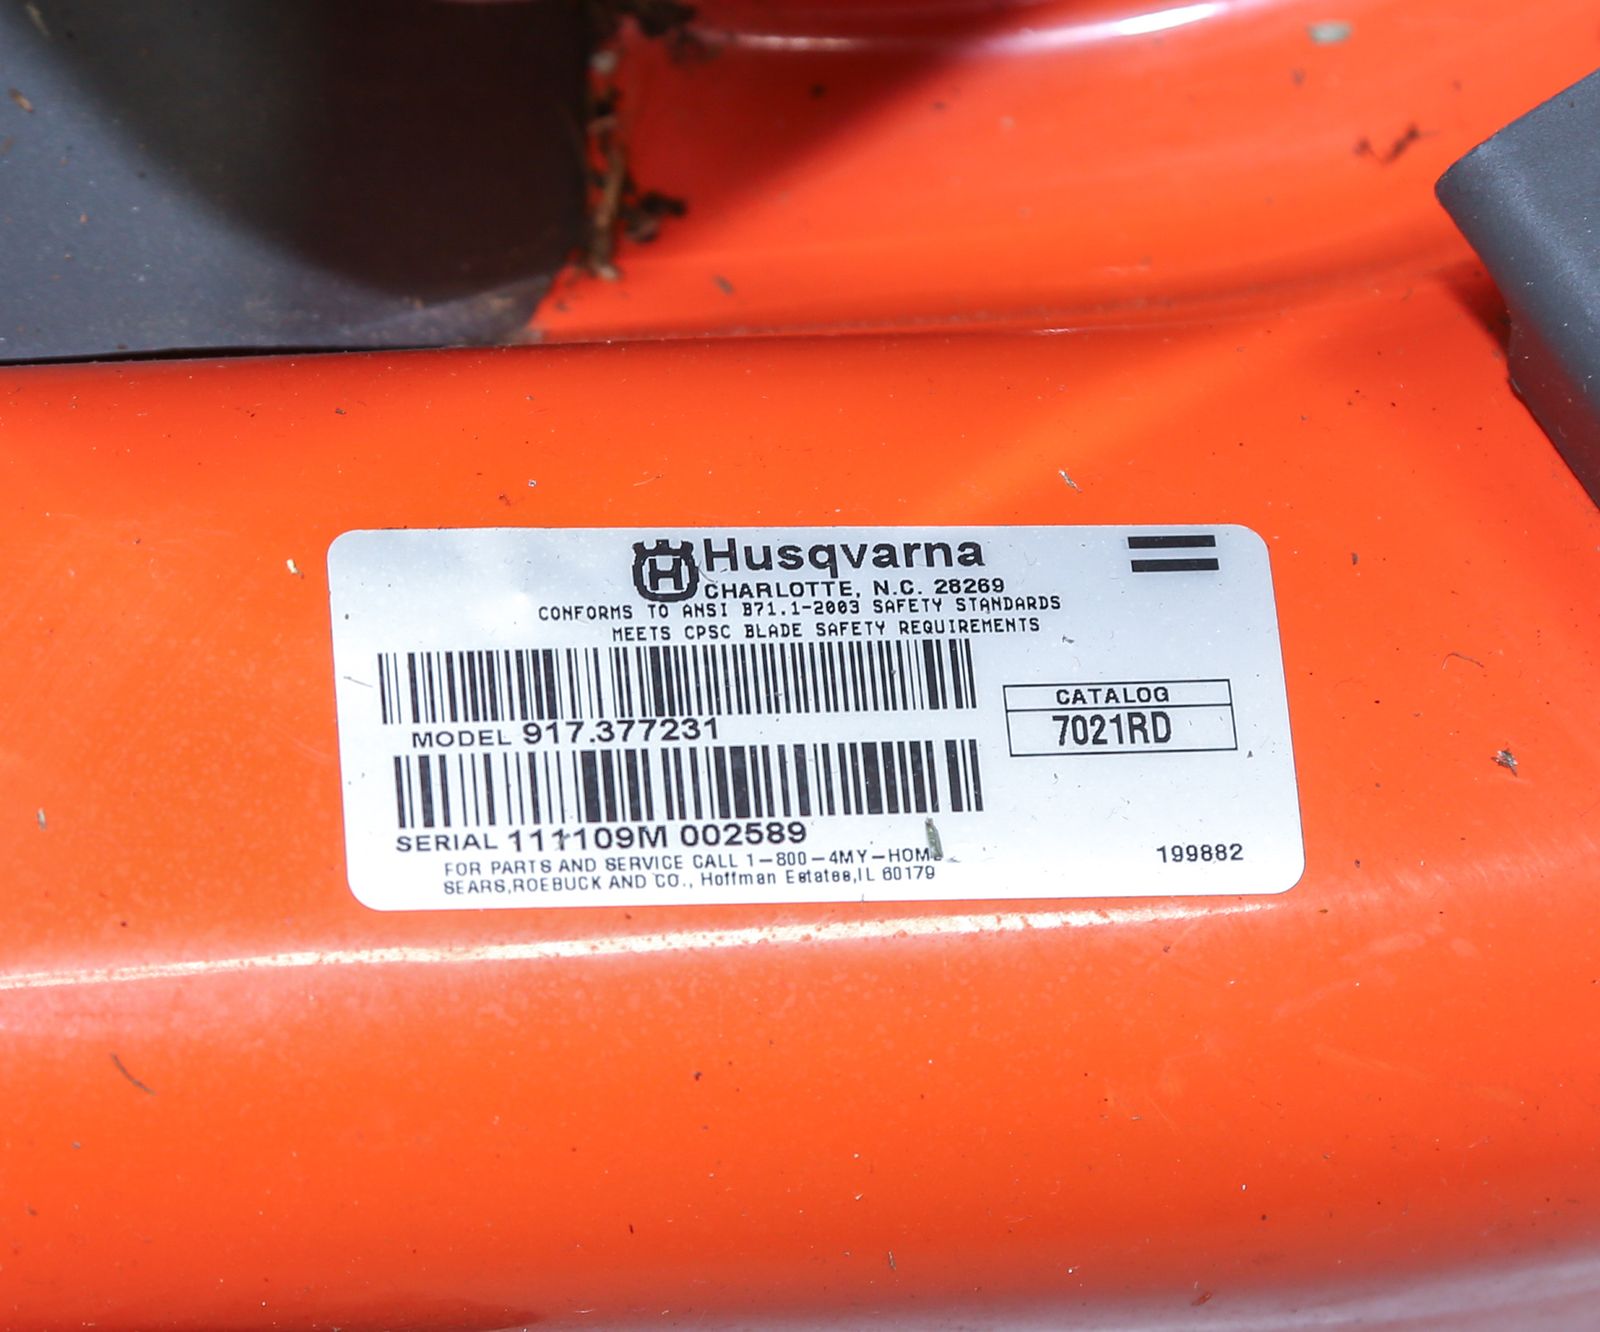 Husqvarna
CHARLOTTE, N.C. 28269
CONFORMS TO ANSI B71.1-2003 SAFETY STANDARDS
MEETS CPSC BLADE SAFETY REQUIREMENTS
MODEL 917.377231
CATALOG
7021RD
SERIAL 111109M 002589
FOR PARTS AND SERVICE CALL 1-800-4MY-HOME
SEARS,ROEBUCK AND CO., Hoffman Estates,IL 60179
199882